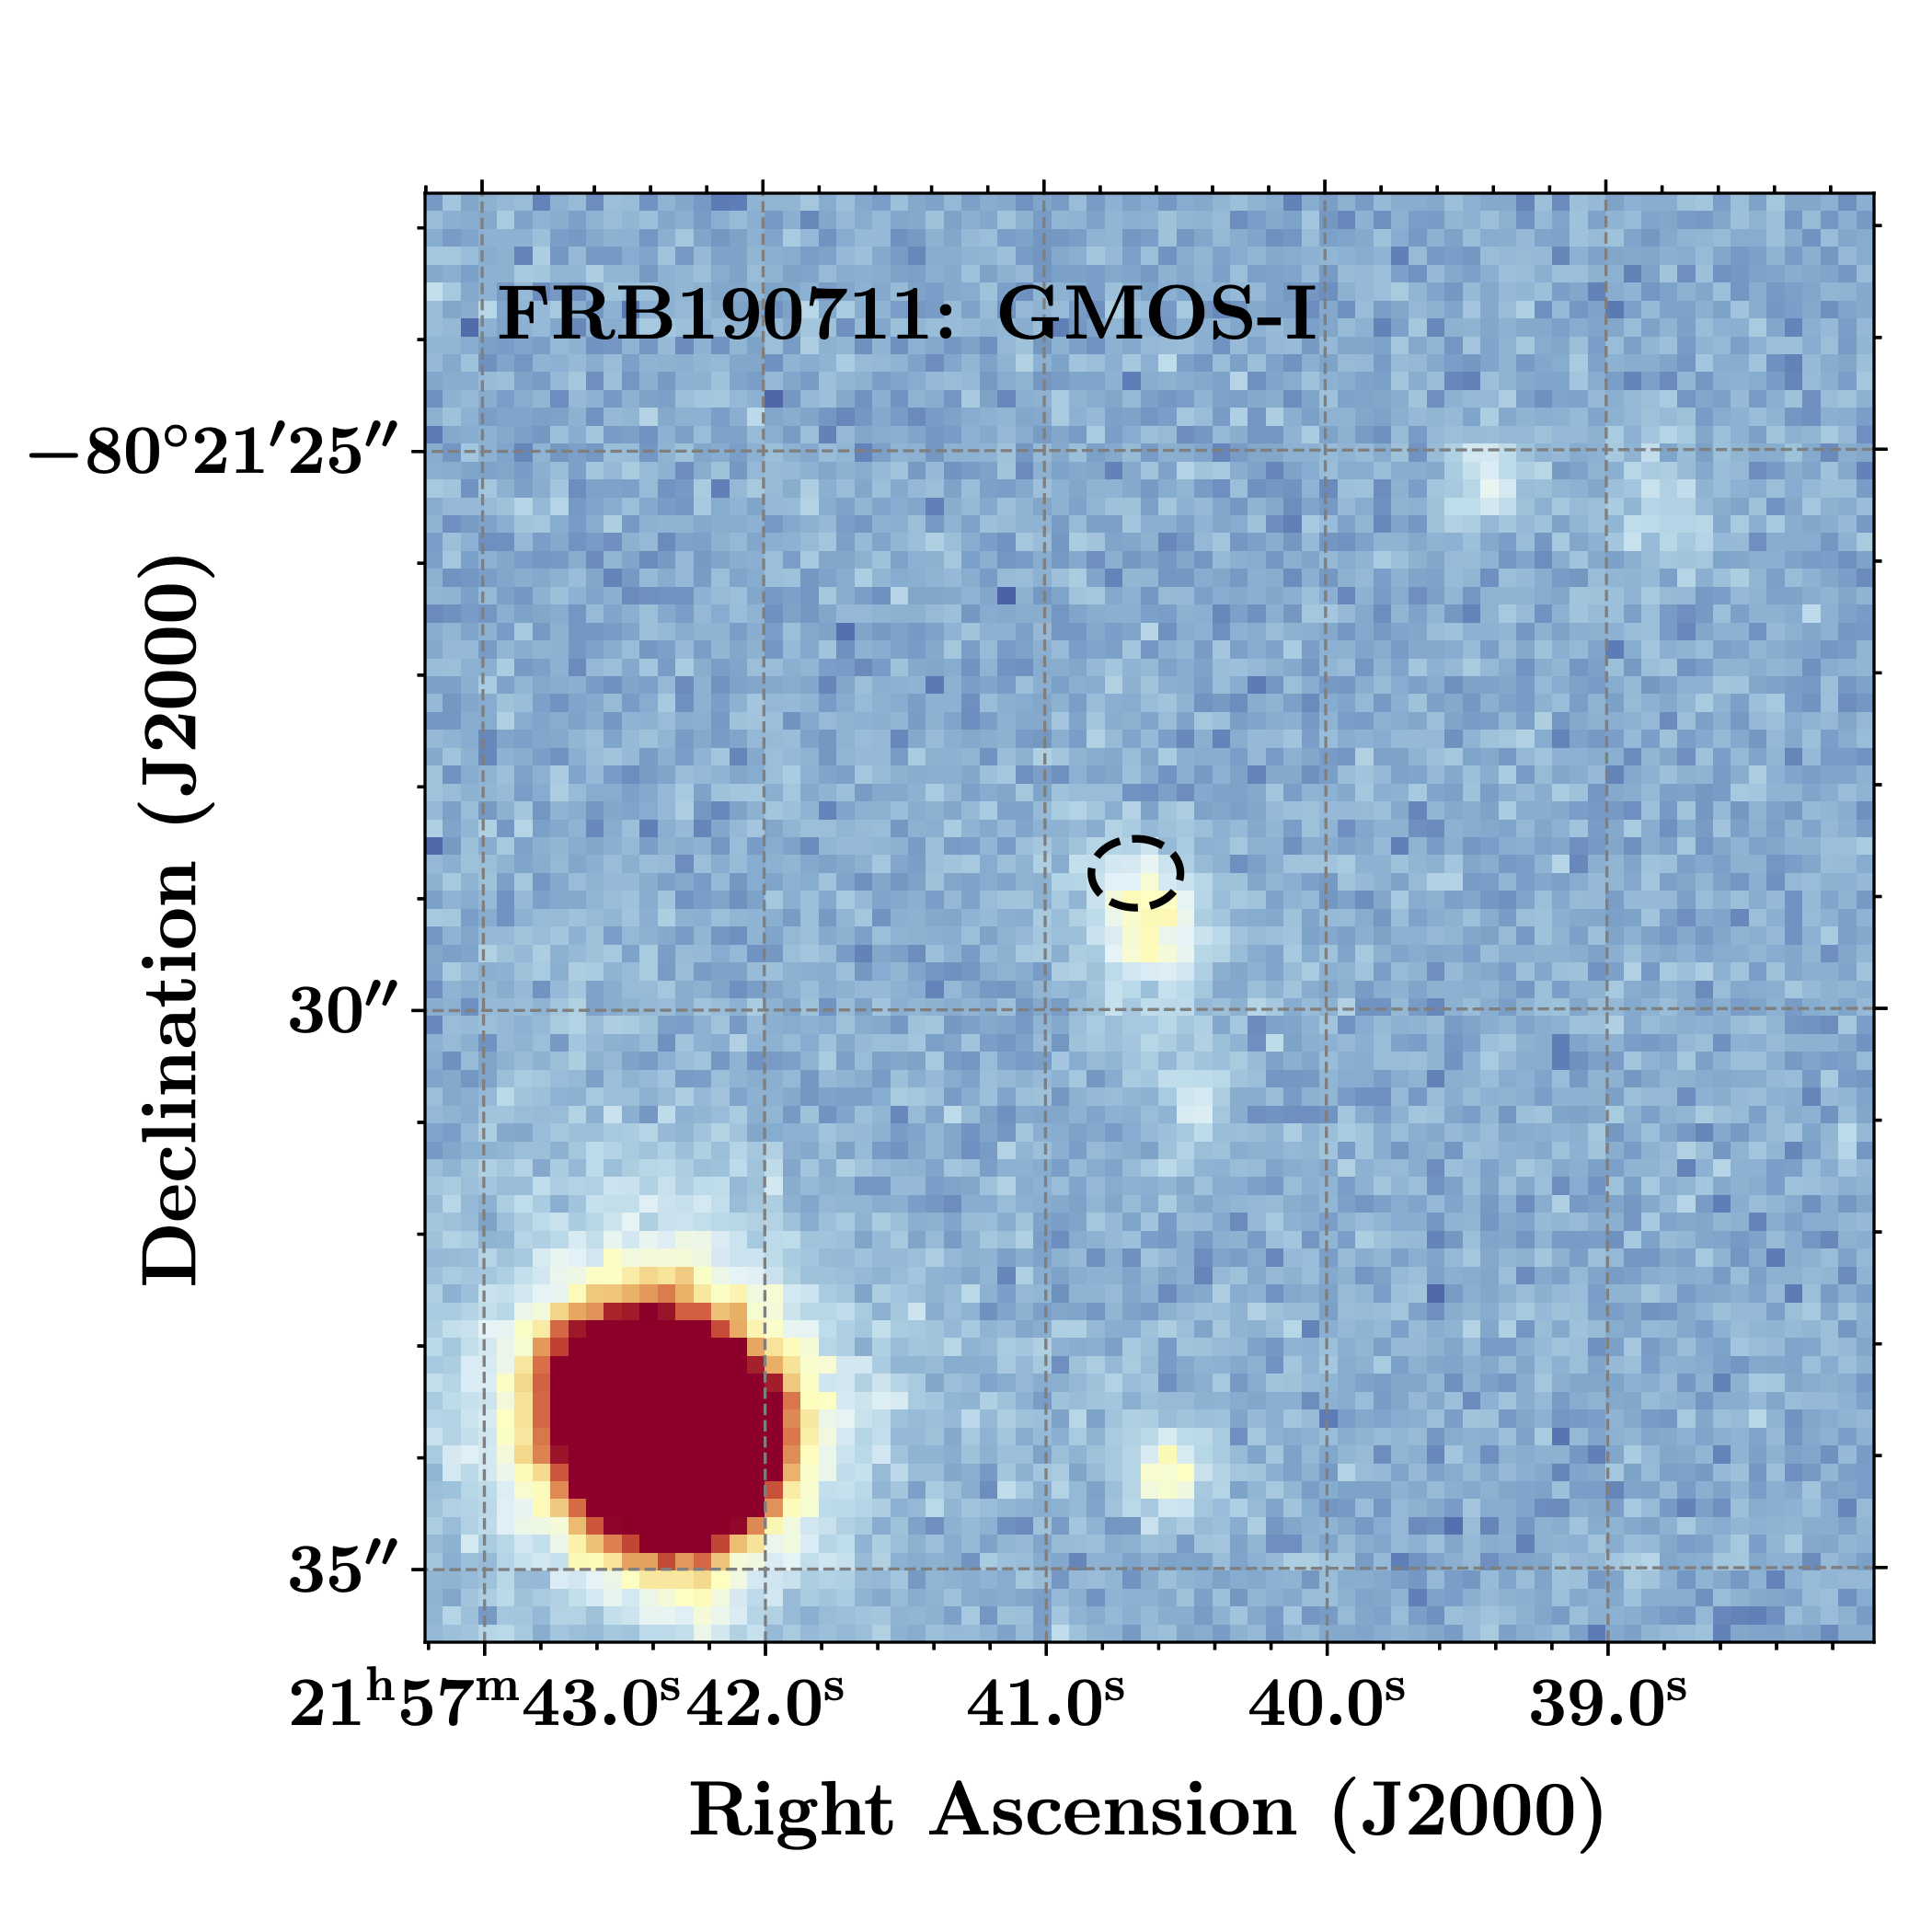 FRB190711: GMOS-I
−80°21′25″
30″
35″
Declination (J2000)
21ʰ57ᵐ43.0ˢ 42.0ˢ 41.0ˢ 40.0ˢ 39.0ˢ
Right Ascension (J2000)